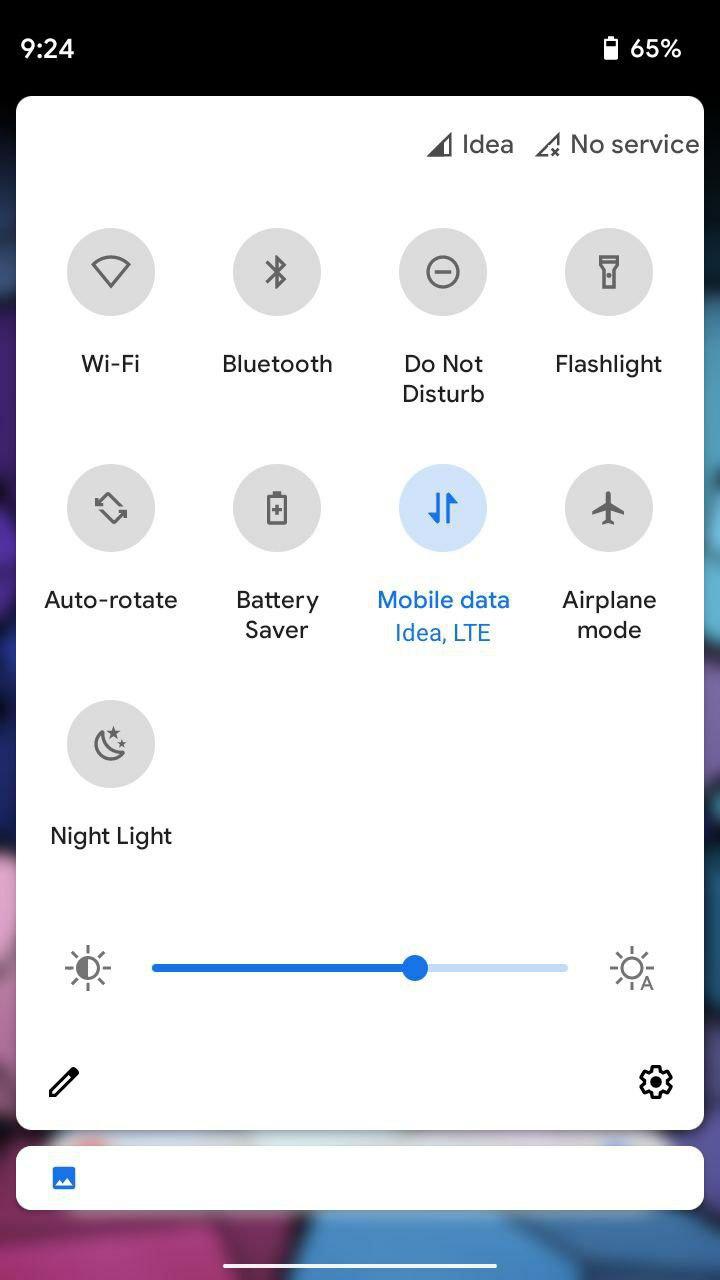 9:24
65%
Idea
No service
Wi-Fi
Bluetooth
Do Not
Disturb
Flashlight
Auto-rotate
Battery
Saver
Mobile data
Idea, LTE
Airplane
mode
Night Light
A